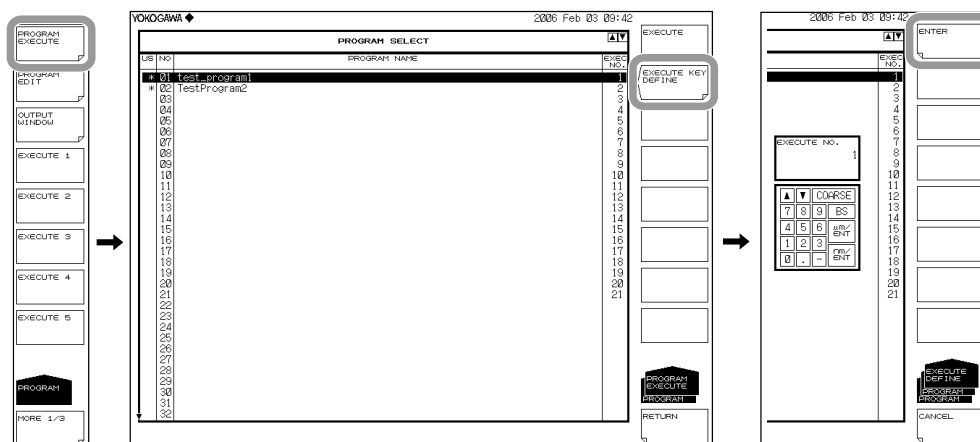 PROGRAM
EXECUTE
PROGRAM
EDIT
OUTPUT
WINDOW
EXECUTE 1
EXECUTE 2
EXECUTE 3
EXECUTE 4
EXECUTE 5
PROGRAM
MORE 1/3
YOKOGAWA ◆ 2006 Feb 03 09:42
PROGRAM SELECT ▲▼
US NO PROGRAM NAME EXEC NO.
* 01 test_program1 1
* 02 TestProgram2 2
03 3
04 4
05 5
06 6
07 7
08 8
09 9
10 10
11 11
12 12
13 13
14 14
15 15
16 16
17 17
18 18
19 19
20 20
21 21
22
23
24
25
26
27
28
29
30
31
32
EXECUTE
EXECUTE KEY
DEFINE
PROGRAM
EXECUTE
PROGRAM
RETURN
2006 Feb 03 09:42
▲▼
EXEC
NO.
1
2
3
4
5
6
7
8
9
10
11
12
13
14
15
16
17
18
19
20
21
EXECUTE NO.
1
▲ ▼ COARSE
7 8 9 BS
4 5 6 µm/ENT
1 2 3 nm/ENT
0 . -
ENTER
EXECUTE
DEFINE
PROGRAM
PROGRAM
CANCEL